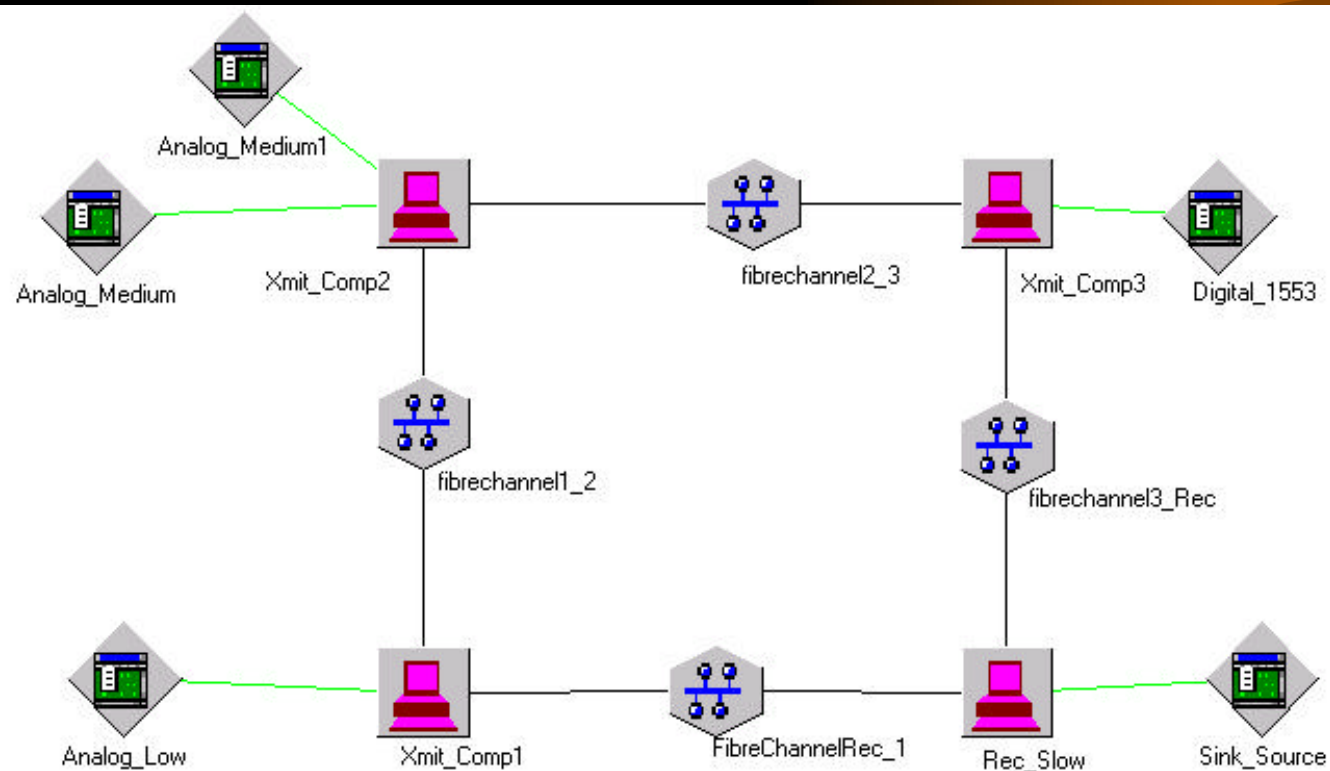 Analog_Medium1
Analog_Medium
Xmit_Comp2
fibrechannel2_3
Xmit_Comp3
Digital_1553
fibrechannel1_2
fibrechannel3_Rec
Analog_Low
Xmit_Comp1
FibreChannelRec_1
Rec_Slow
Sink_Source